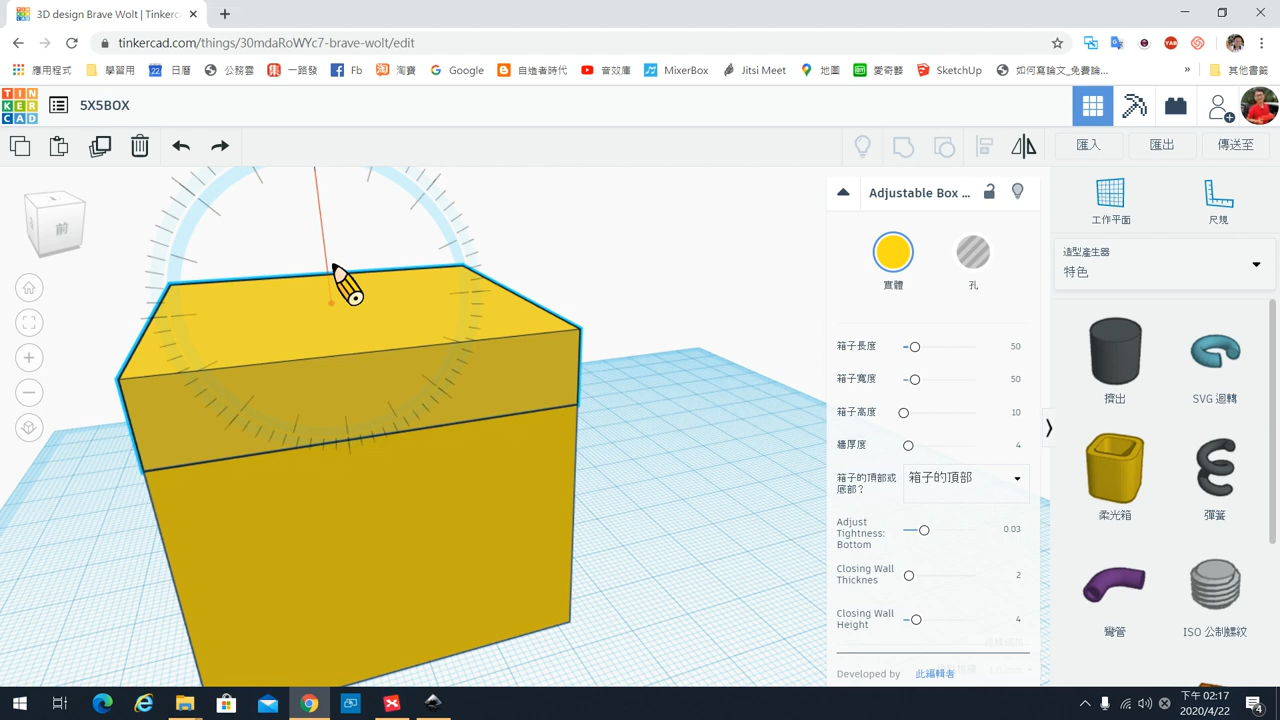 3D design Brave Wolt | Tinkerc
tinkercad.com/things/30mdaRoWYc7-brave-wolt/edit
應用程式 學習用 22 日曆 公務雲 集 一路發 Fb 淘 淘寶 Google 自造者時代 音效庫 MixerBox Jitsi Meet 地圖 愛奇藝 SketchUp 如何寫論文_免費論... » 其他書籤
TIN
KER
CAD
5X5BOX
匯入 匯出 傳送至
前
Adjustable Box ...
實體 孔
箱子長度 50
箱子寬度 50
箱子高度 10
牆厚度 4
箱子的頂部或
底部？
箱子的頂部
Adjust
Tightness:
Bottom
0.03
Closing Wall
Thicknes
2
Closing Wall
Height
4
Developed by 此編輯者
工作平面 尺規
造型產生器
特色
擠出 SVG 迴轉
柔光箱 彈簧
彎管 ISO 公制螺紋
下午 02:17
2020/4/22
4